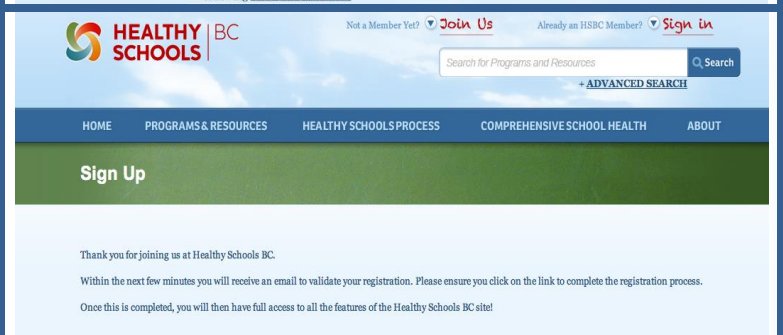 HEALTHY | BC
SCHOOLS
Not a Member Yet? Join Us Already an HSBC Member? Sign in
Search for Programs and Resources Search
+ ADVANCED SEARCH
HOME PROGRAMS & RESOURCES HEALTHY SCHOOLS PROCESS COMPREHENSIVE SCHOOL HEALTH ABOUT
Sign Up
Thank you for joining us at Healthy Schools BC.
Within the next few minutes you will receive an email to validate your registration. Please ensure you click on the link to complete the registration process.
Once this is completed, you will then have full access to all the features of the Healthy Schools BC site!